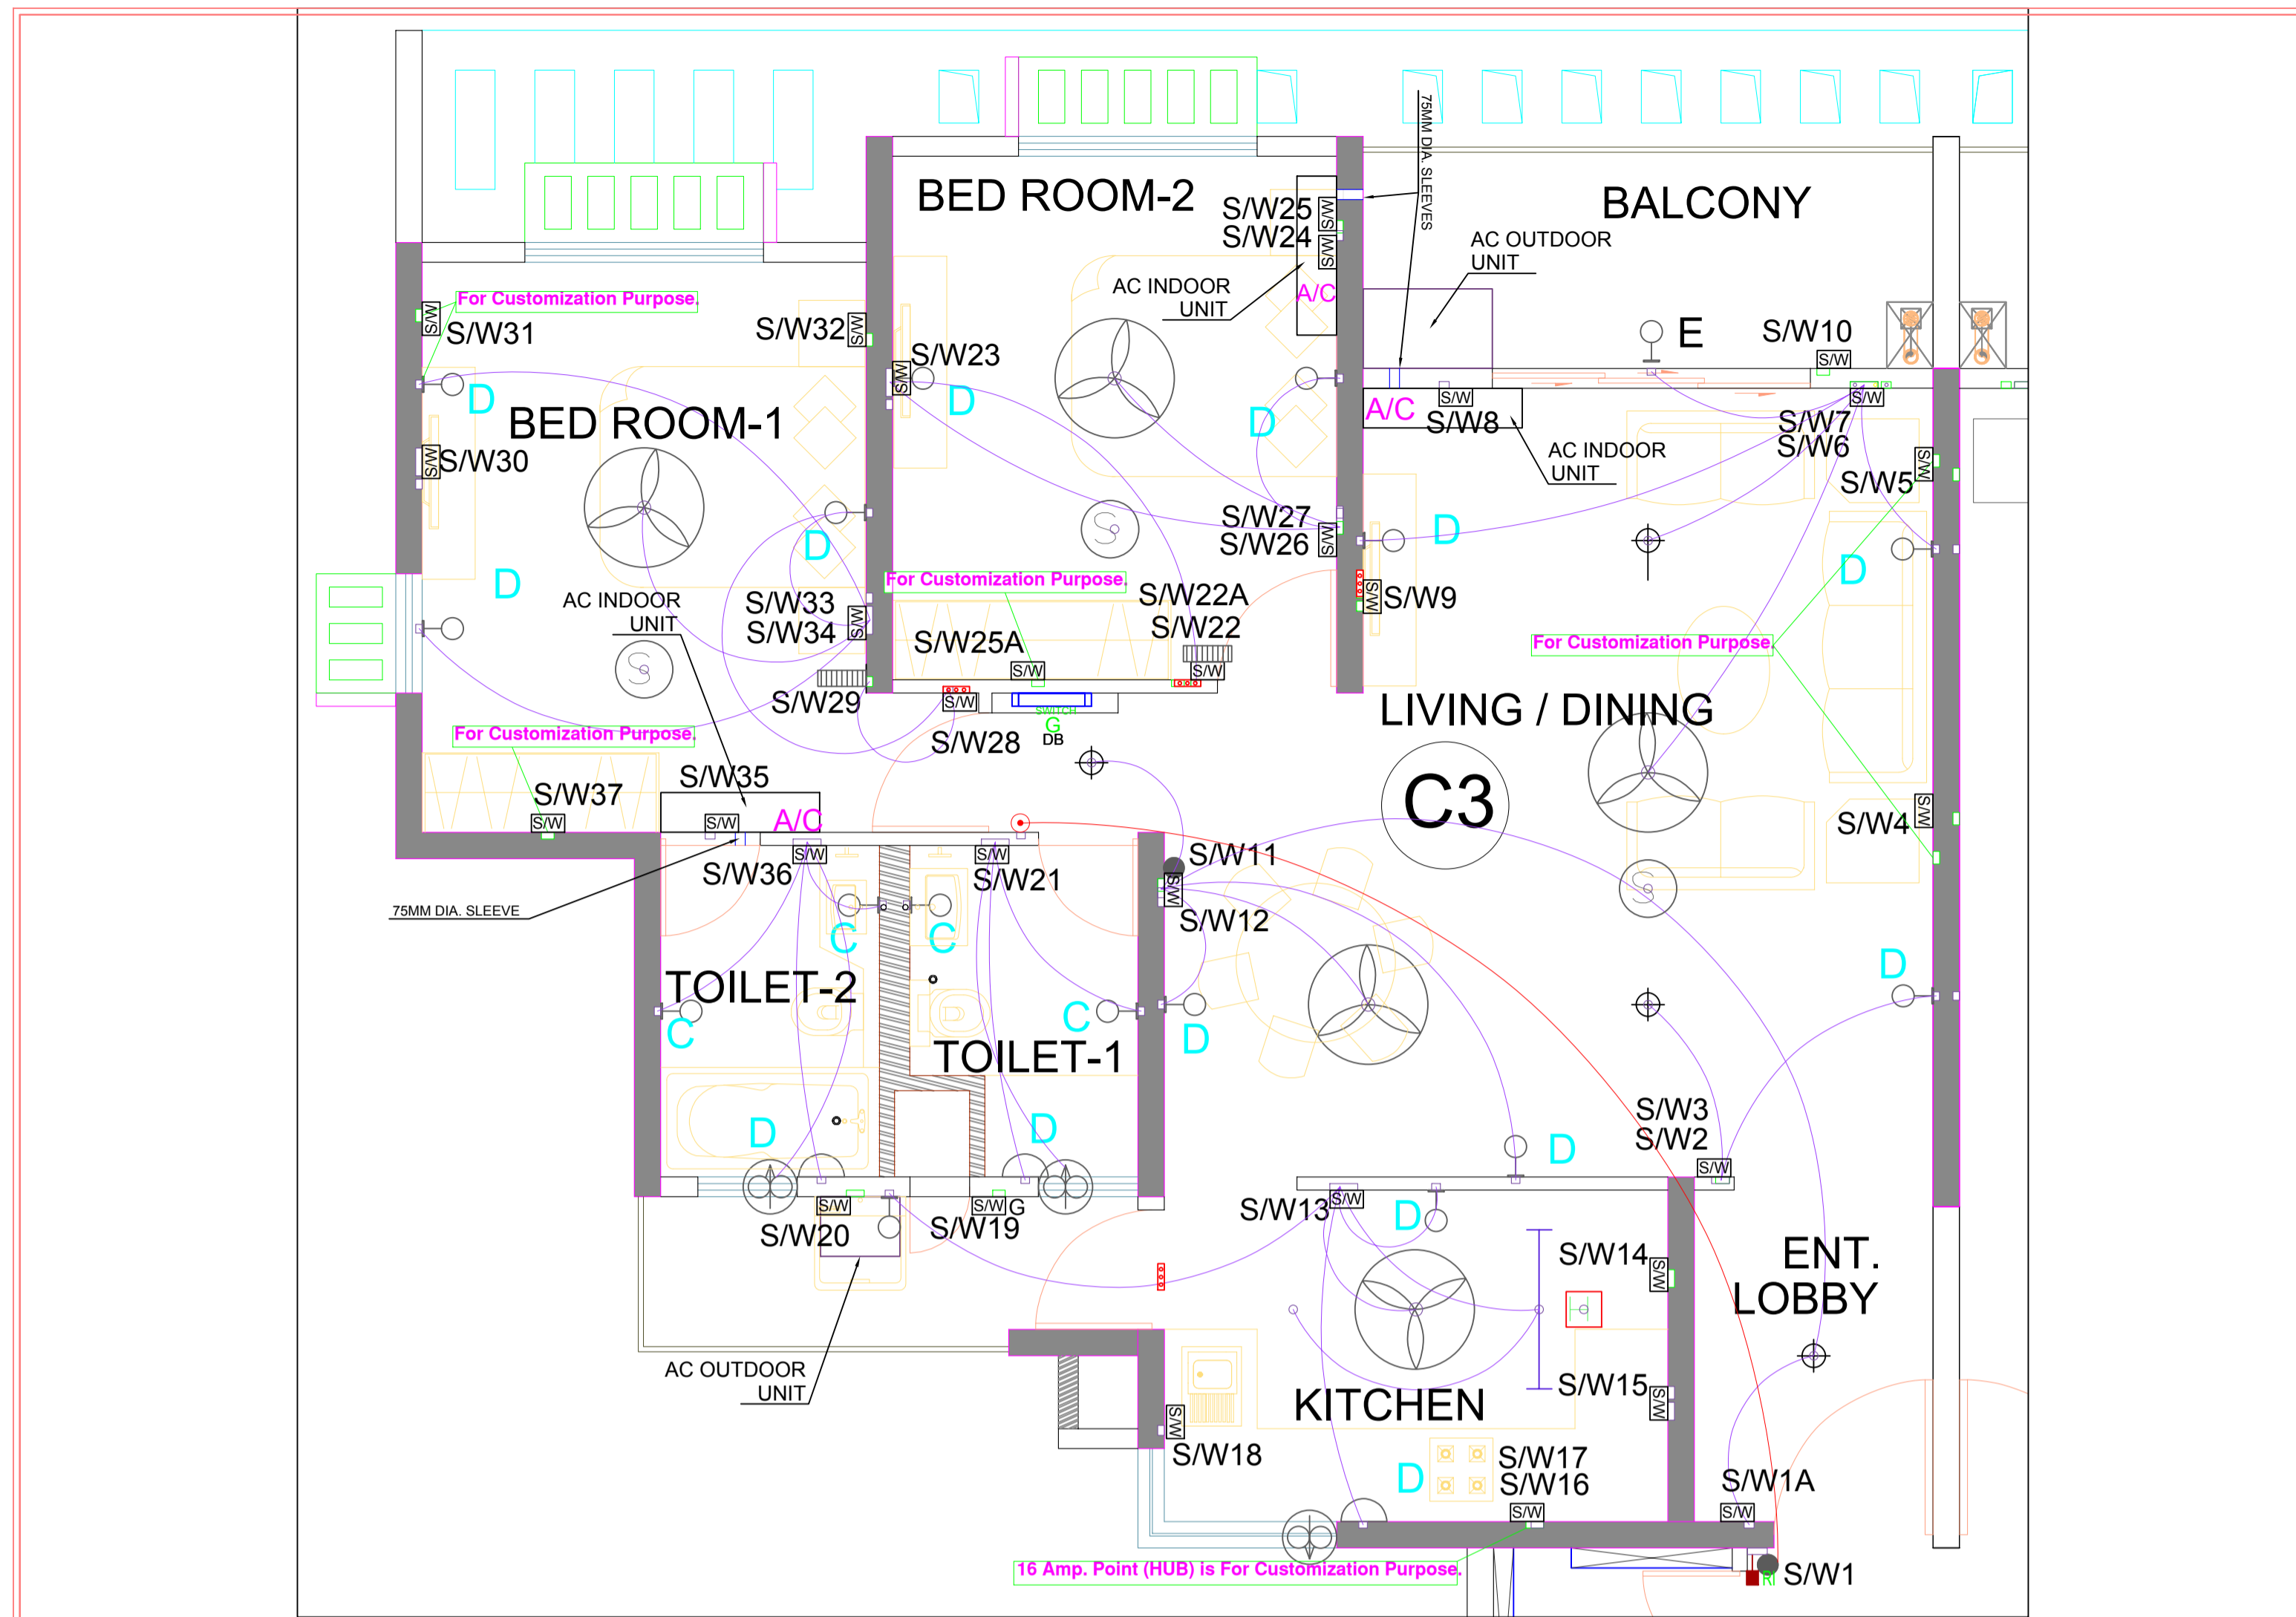 75MM DIA. SLEEVES
BED ROOM-2
BALCONY
S/W25
S/W
S/W24
S/W
AC OUTDOOR
UNIT
AC INDOOR
UNIT
A/C
For Customization Purpose.
S/W
S/W31
S/W32
S/W
S/W23
S/W
E
S/W10
S/W
D
BED ROOM-1
D
D
A/C
S/W
S/W8
S/W
S/W7
S/W6
AC INDOOR
UNIT
S/W
S/W30
S/W
S/W5
S/W27
S/W26
S/W
D
D
D
D
For Customization Purpose.
AC INDOOR
UNIT
S/W33
S/W34
S/W
S/W22A
S/W22
S/W
S/W9
S/W
S
S
S/W25A
S/W
For Customization Purpose.
S/W29
S/W
S/W28
SWITCH
G
DB
LIVING / DINING
For Customization Purpose.
C3
S/W35
S/W37
S/W
S/W
A/C
S/W
S/W4
S/W
S/W36
S/W
S/W21
S/W11
S/W
S/W12
S
75MM DIA. SLEEVE
C
C
TOILET-2
D
C
C
D
TOILET-1
D
D
S/W3
S/W2
S/W
D
S/W
S/W20
S/W
G
S/W19
S/W13
S/W
D
S/W14
S/W
ENT.
LOBBY
AC OUTDOOR
UNIT
KITCHEN
S/W15
S/W
S/W
S/W18
D
S/W17
S/W16
S/W
S/W1A
S/W
16 Amp. Point (HUB) is For Customization Purpose.
S/W1